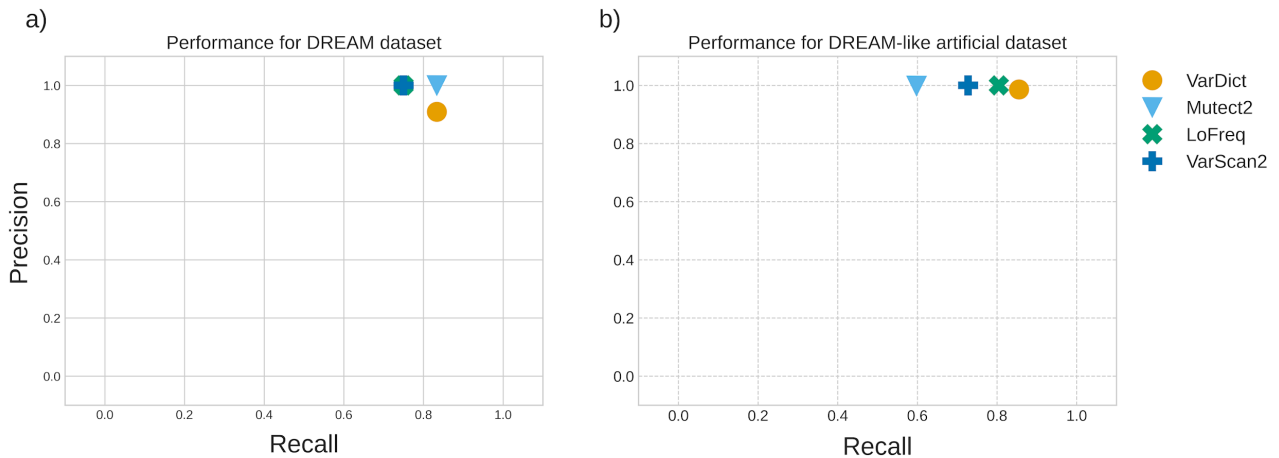 a)
Performance for DREAM dataset
Precision
1.0
0.8
0.6
0.4
0.2
0.0
0.0 0.2 0.4 0.6 0.8 1.0
Recall
b)
Performance for DREAM-like artificial dataset
1.0
0.8
0.6
0.4
0.2
0.0
0.0 0.2 0.4 0.6 0.8 1.0
Recall
VarDict
Mutect2
LoFreq
VarScan2